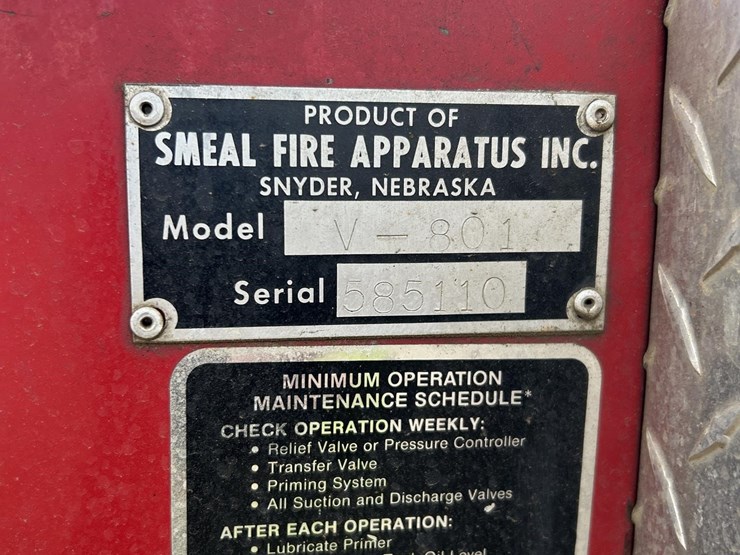 PRODUCT OF
SMEAL FIRE APPARATUS INC.
SNYDER, NEBRASKA
Model V-801
Serial 585110
MINIMUM OPERATION
MAINTENANCE SCHEDULE*
CHECK OPERATION WEEKLY:
• Relief Valve or Pressure Controller
• Transfer Valve
• Priming System
• All Suction and Discharge Valves
AFTER EACH OPERATION:
• Lubricate Primer
Oil Level